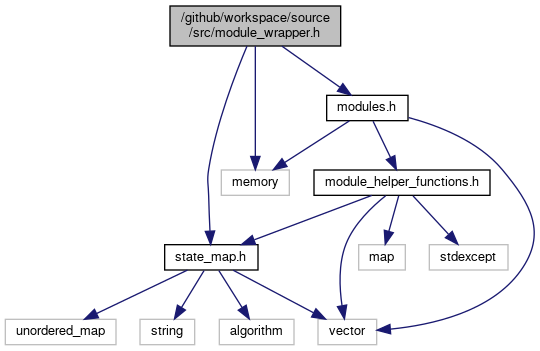 /github/workspace/source
/src/module_wrapper.h
modules.h
memory
module_helper_functions.h
state_map.h
map
stdexcept
unordered_map
string
algorithm
vector